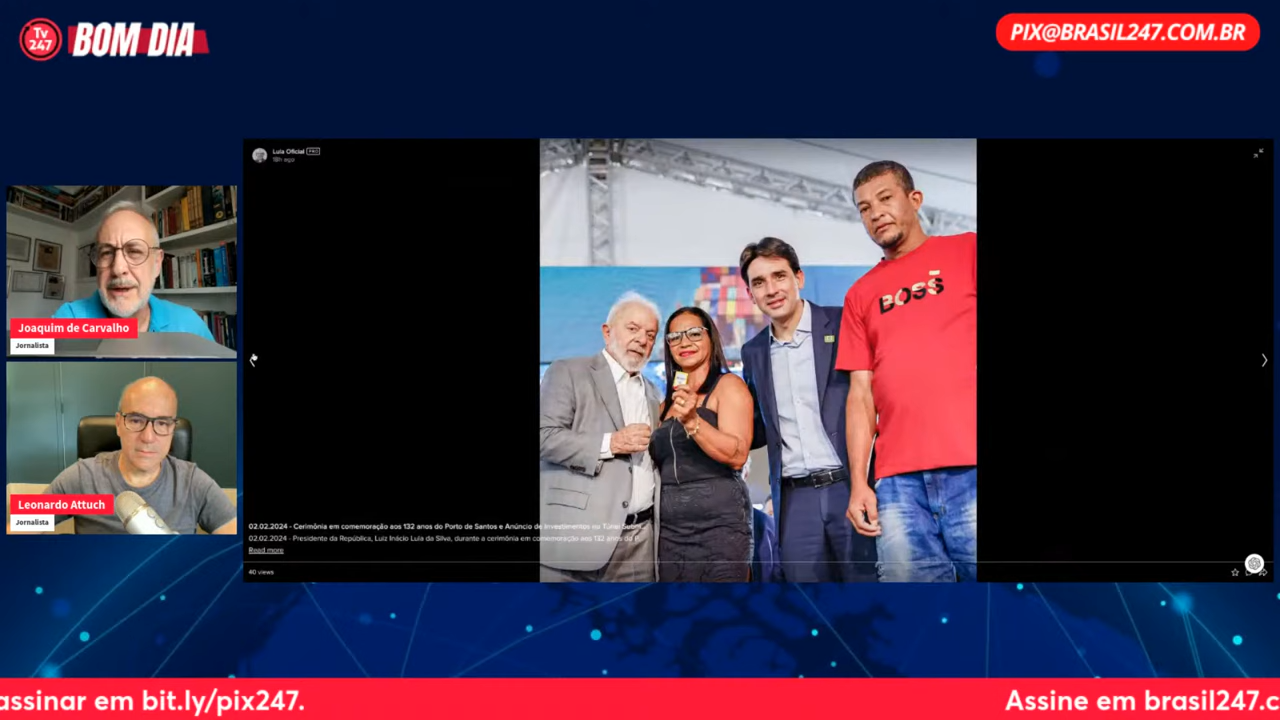 Tv
247
BOM DIA
PIX@BRASIL247.COM.BR
Lula Oficial PRO
18h ago
BOSS
Joaquim de Carvalho
Jornalista
Leonardo Attuch
Jornalista
02.02.2024 - Cerimônia em comemoração aos 132 anos do Porto de Santos e Anúncio de Investimentos no Túnel
02.02.2024 - Presidente da República, Luiz Inácio Lula da Silva, durante a cerimônia em comemoração aos 132 anos do P
Read more
40 views
assinar em bit.ly/pix247.
Assine em brasil247.c